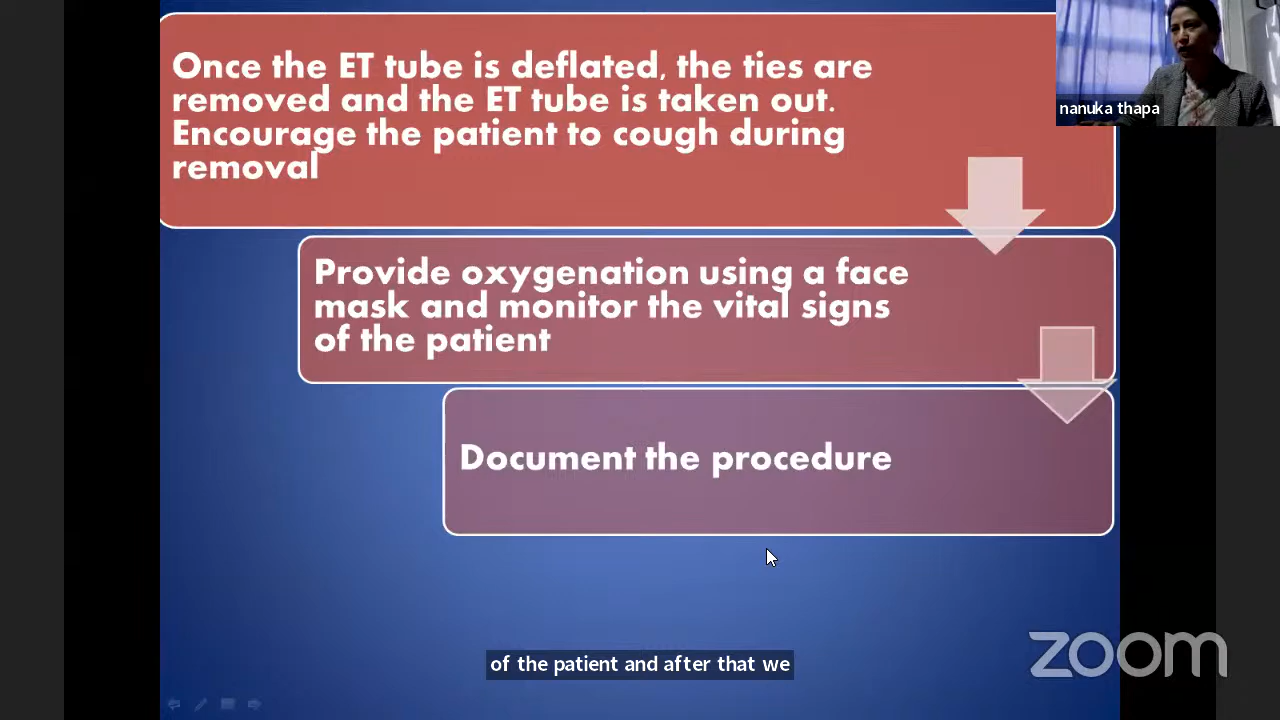 Once the ET tube is deflated, the ties are
removed and the ET tube is taken out.
Encourage the patient to cough during
removal
nanuka thapa
Provide oxygenation using a face
mask and monitor the vital signs
of the patient
Document the procedure
of the patient and after that we
zoom